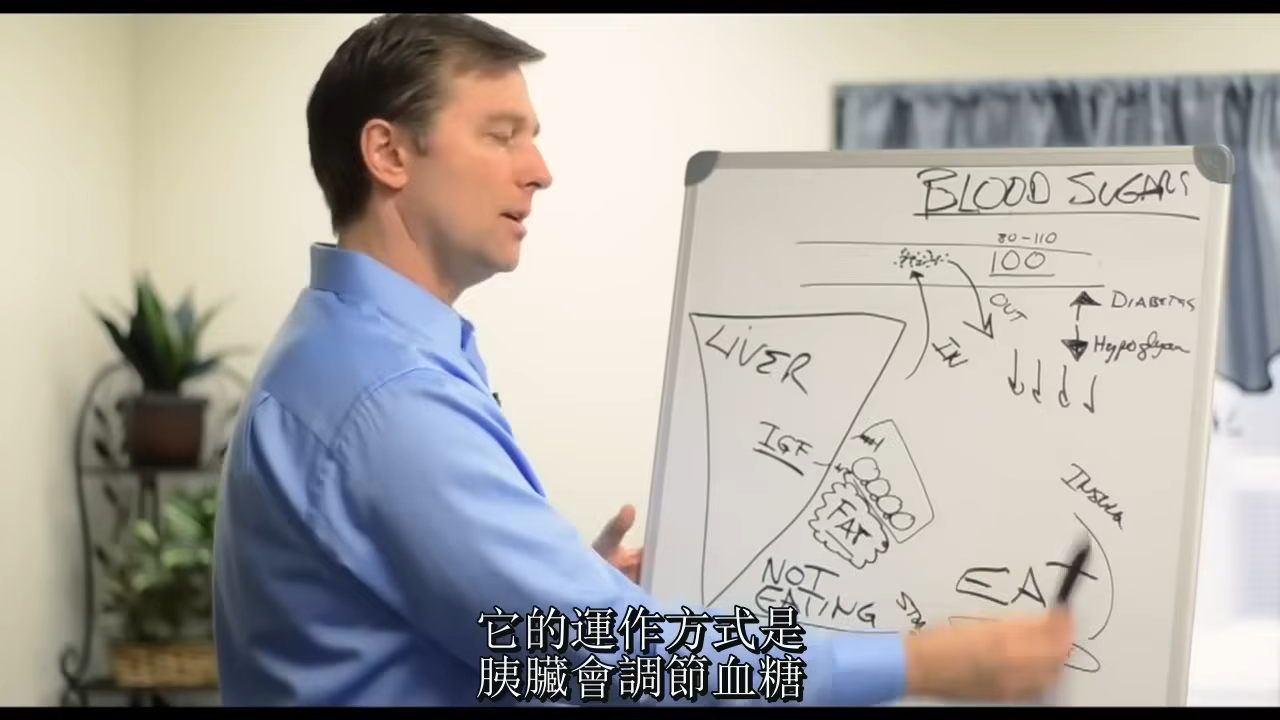 BLOOD SUGARS
80-110
100
OUT
DIABETES
IN
LIVER
IGF
FAT
NOT
EATING
EAT
它的運作方式是
胰臟會調節血糖